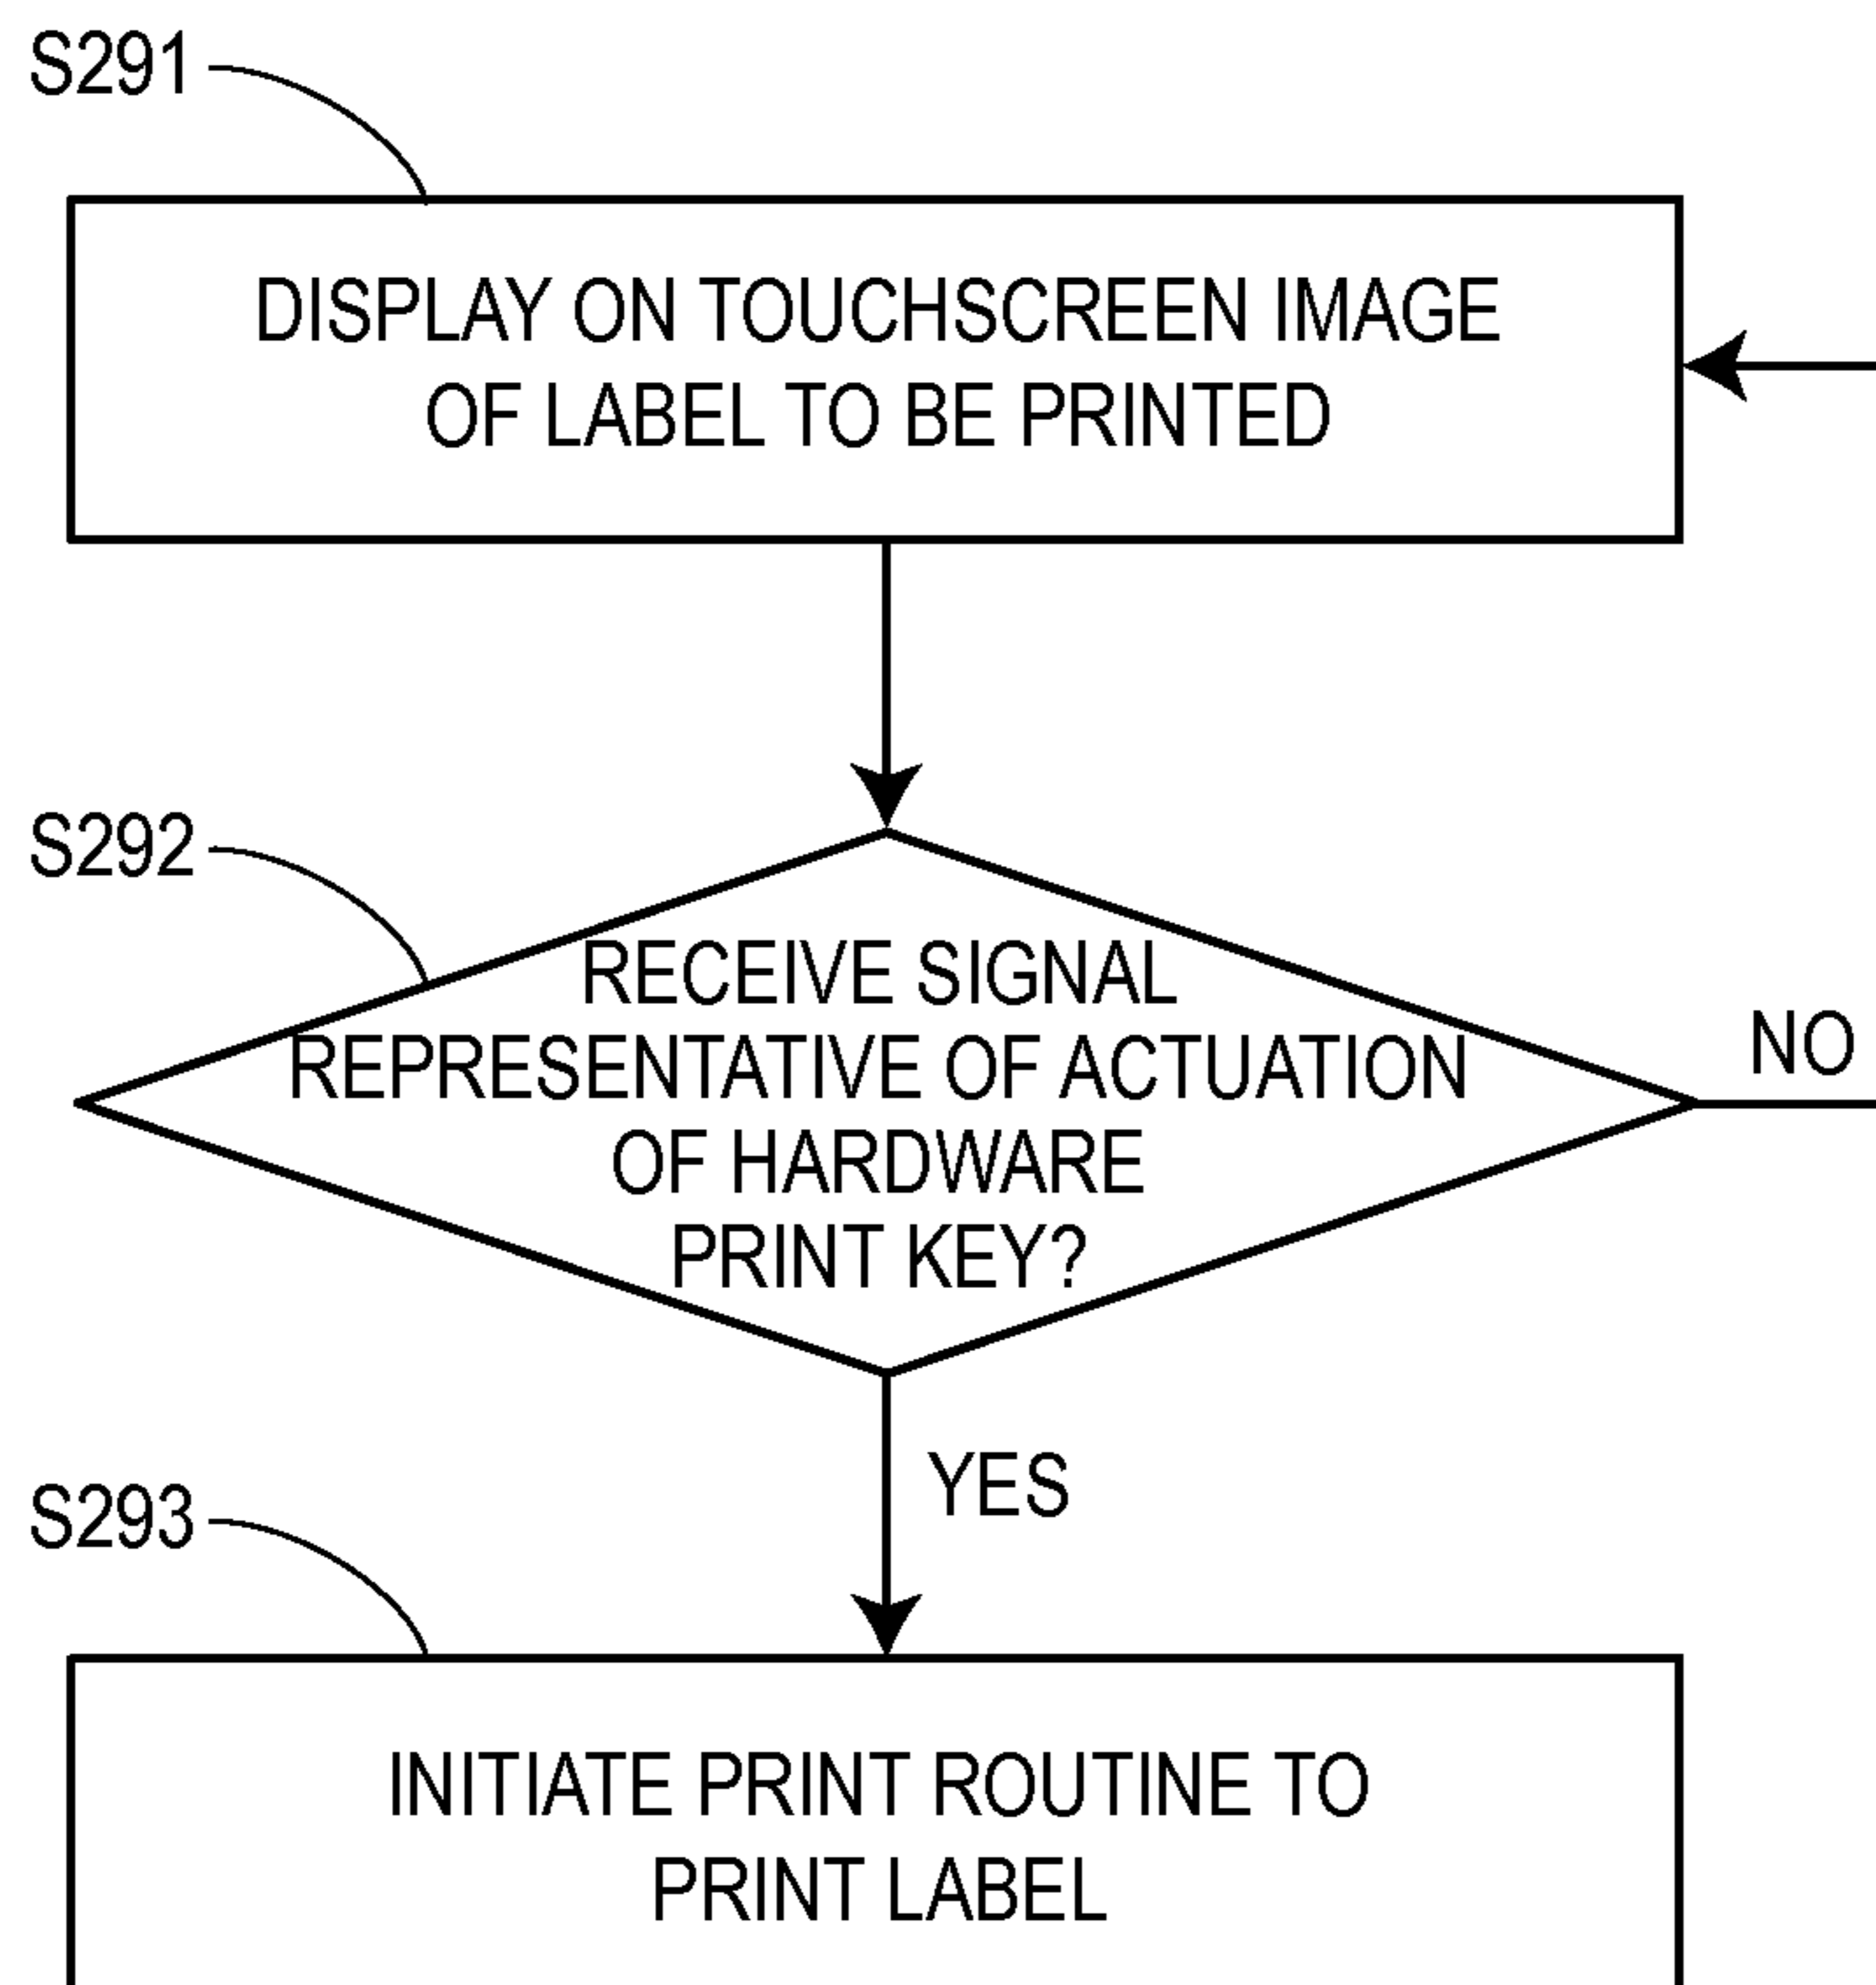 S291
DISPLAY ON TOUCHSCREEN IMAGE
OF LABEL TO BE PRINTED
S292
RECEIVE SIGNAL
REPRESENTATIVE OF ACTUATION
OF HARDWARE
PRINT KEY?
NO
YES
S293
INITIATE PRINT ROUTINE TO
PRINT LABEL